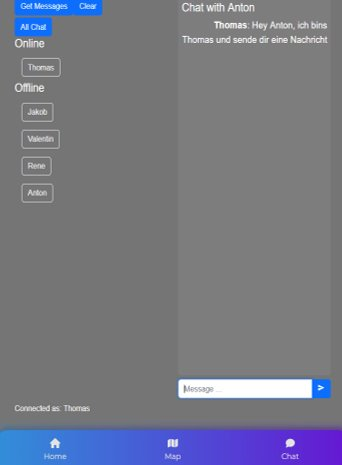 Get Messages Clear
All Chat
Online
Thomas
Offline
Jakob
Valentin
Rene
Anton
Chat with Anton
Thomas: Hey Anton, ich bins
Thomas und sende dir eine Nachricht
Message ...
Connected as: Thomas
Home Map Chat